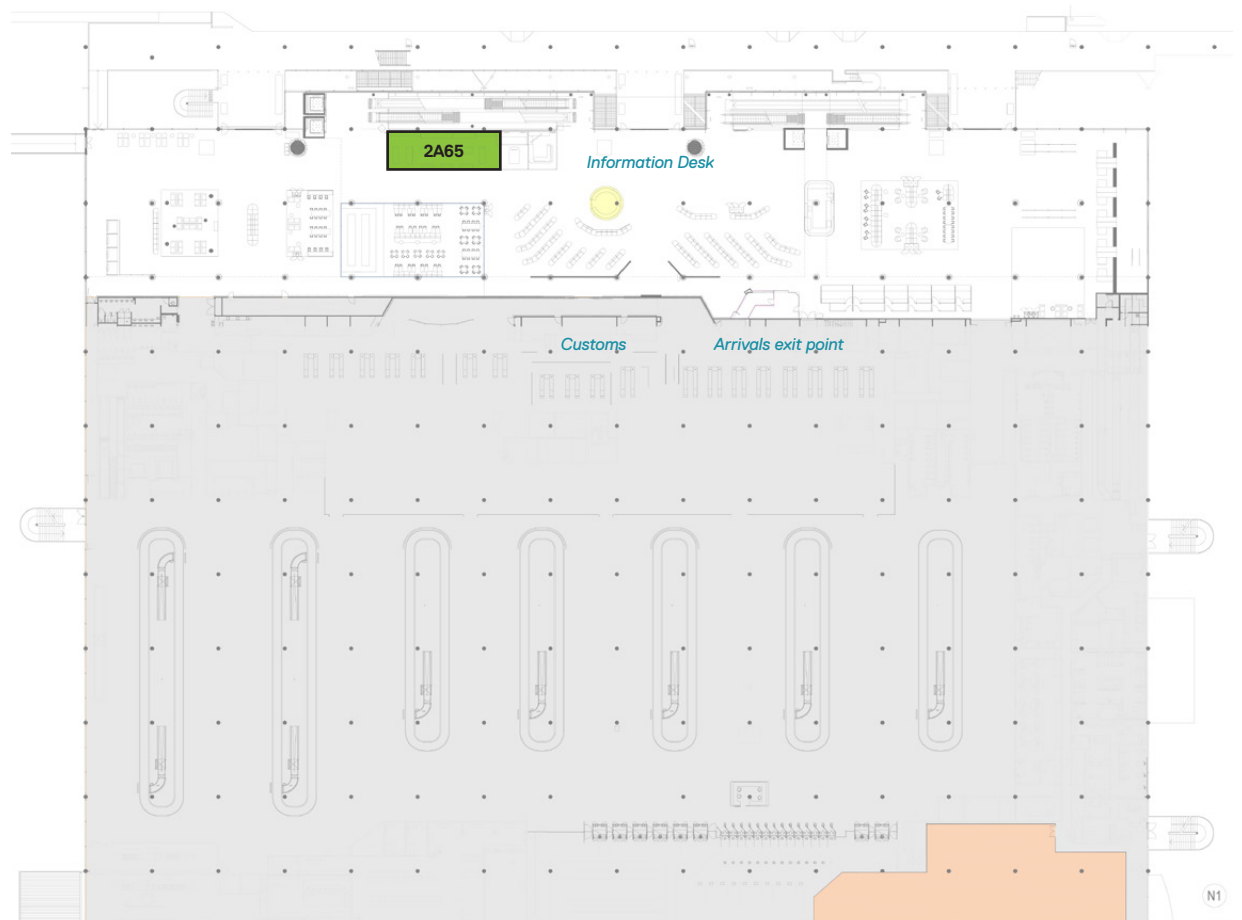 2A65
Information Desk
Customs
Arrivals exit point
N1